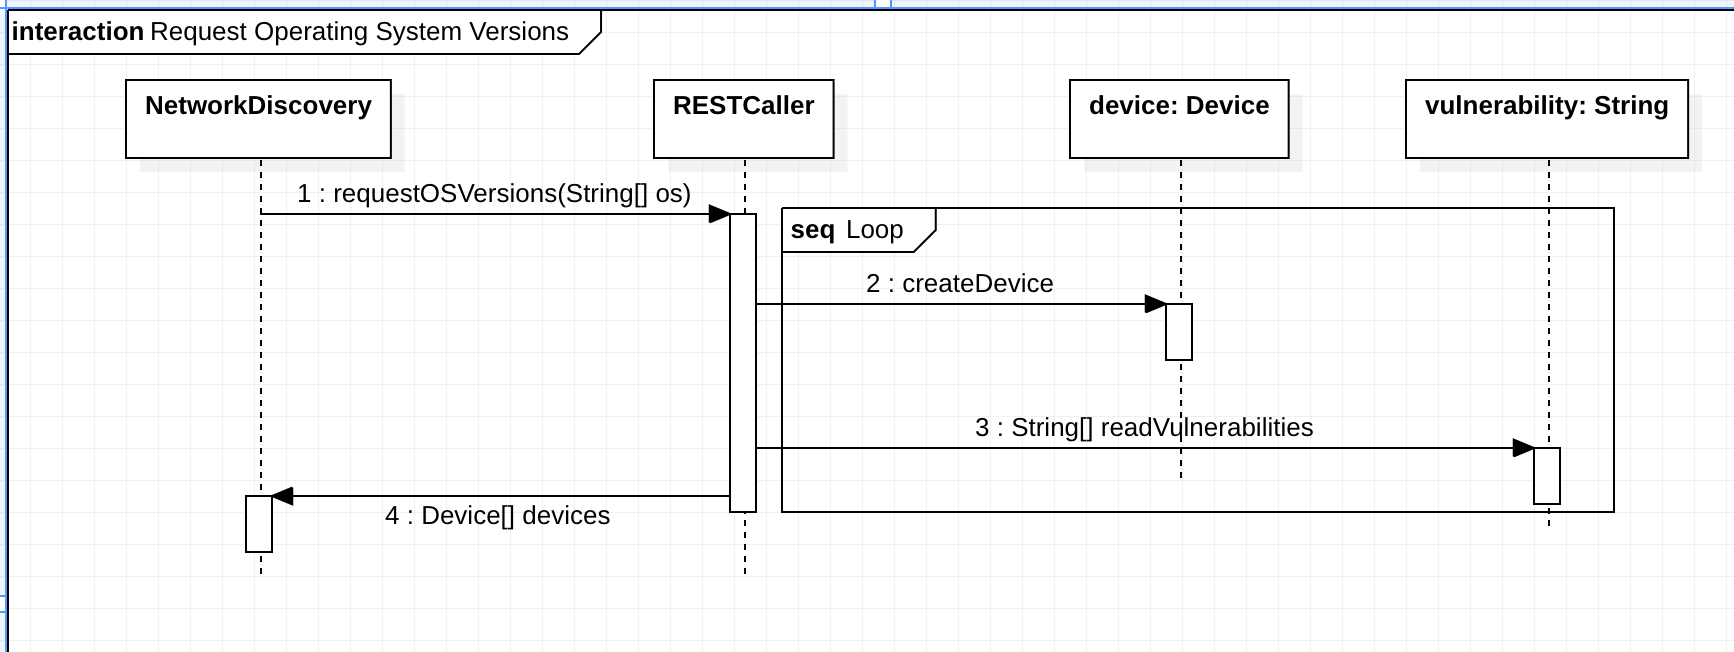 interaction Request Operating System Versions
NetworkDiscovery
RESTCaller
device: Device
vulnerability: String
1 : requestOSVersions(String[] os)
seq Loop
2 : createDevice
3 : String[] readVulnerabilities
4 : Device[] devices